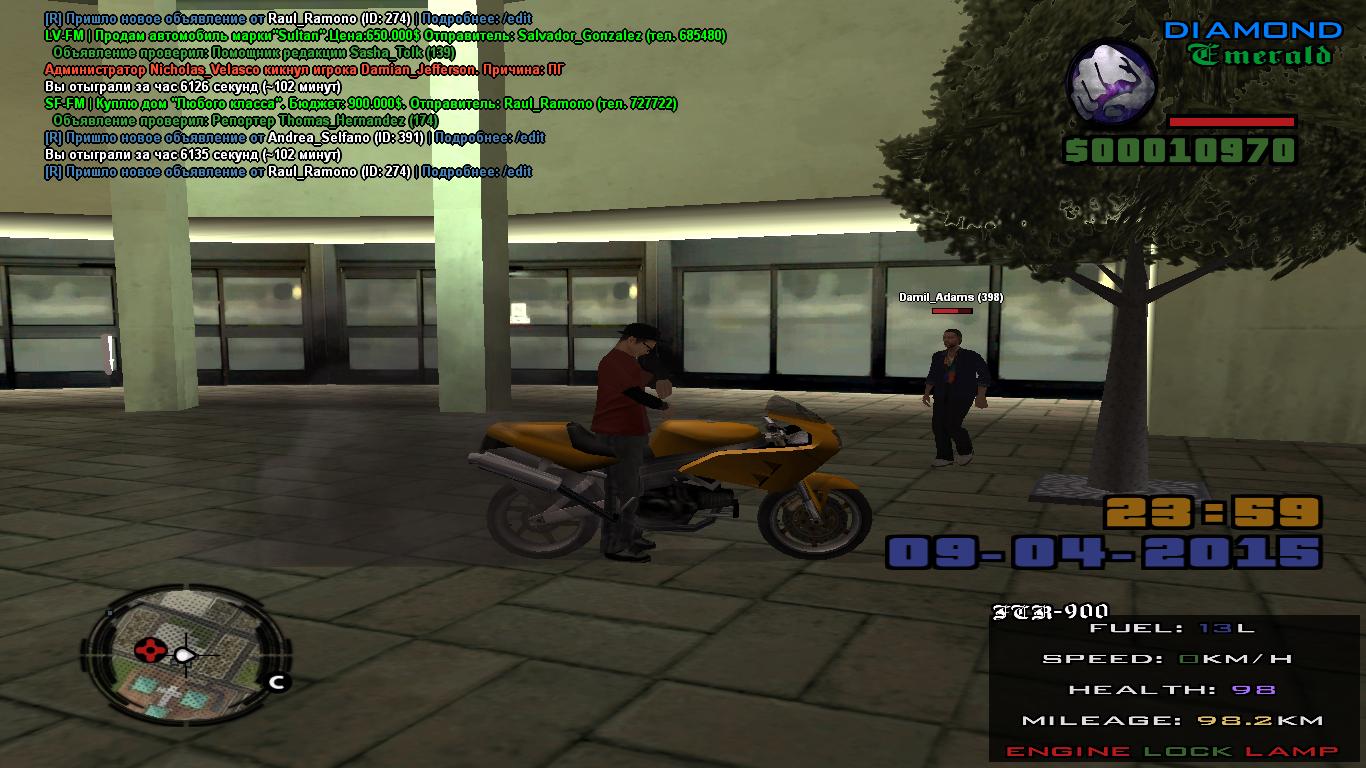 [R] Пришло новое объявление от Raul_Ramono (ID: 274) | Подробнее: /edit
LV-FM | Продам автомобиль марки"Sultan".Цена:650.000$ Отправитель: Salvador_Gonzalez (тел. 685480)
Объявление проверил: Помощник редакции Sasha_Tolk (139)
Администратор Nicholas_Velasco кикнул игрока Damian_Jefferson. Причина: ПГ
Вы отыграли за час 6126 секунд (~102 минут)
SF-FM | Куплю дом "Любого класса". Бюджет: 900.000$. Отправитель: Raul_Ramono (тел. 727722)
Объявление проверил: Репортер Thomas_Hernandez (174)
[R] Пришло новое объявление от Andrea_Selfano (ID: 391) | Подробнее: /edit
Вы отыграли за час 6135 секунд (~102 минут)
[R] Пришло новое объявление от Raul_Ramono (ID: 274) | Подробнее: /edit
DIAMOND
Emerald
$00010970
Damil_Adams (398)
23:59
09-04-2015
C
FCR-900
FUEL: 13L
SPEED: 0KM/H
HEALTH: 98
MILEAGE: 98.2KM
ENGINE LOCK LAMP